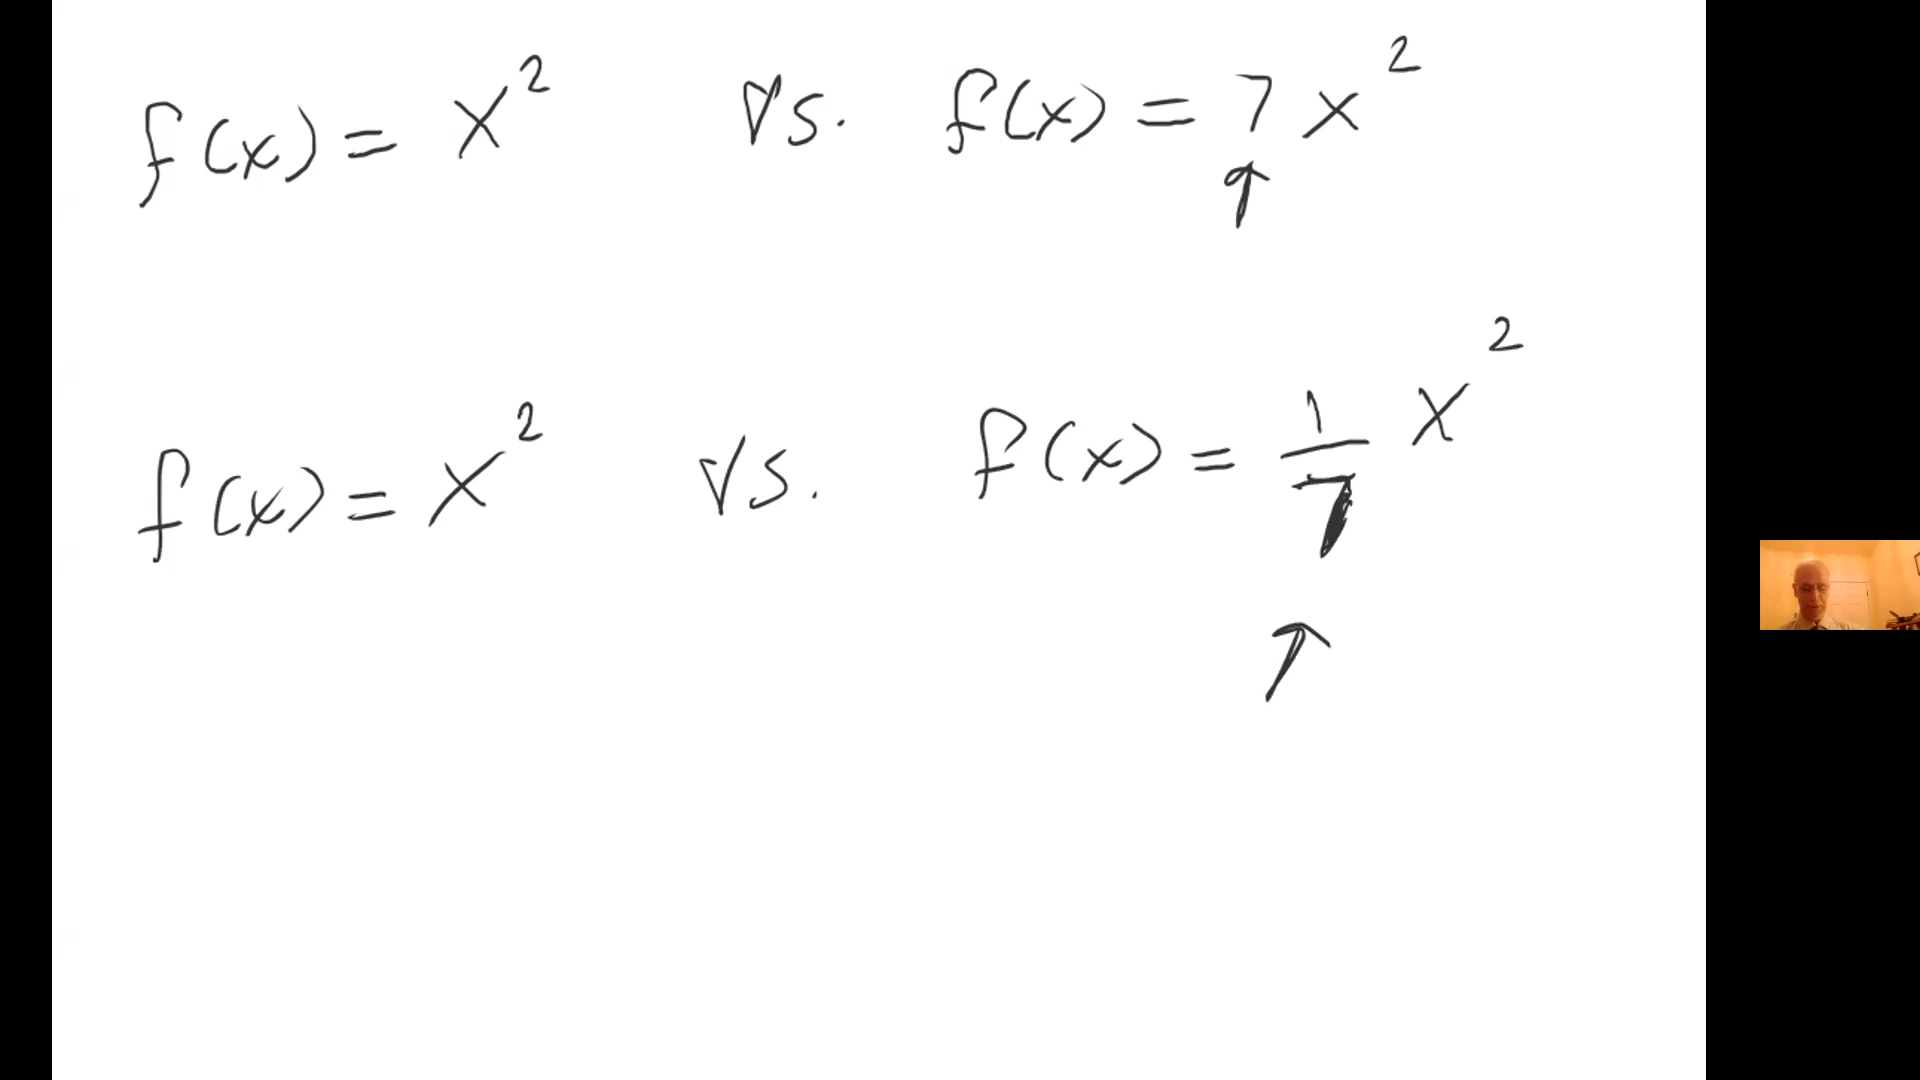 f(x) = x² vs. f(x) = 7x²
f(x) = x² vs. f(x) = 1/7 x²